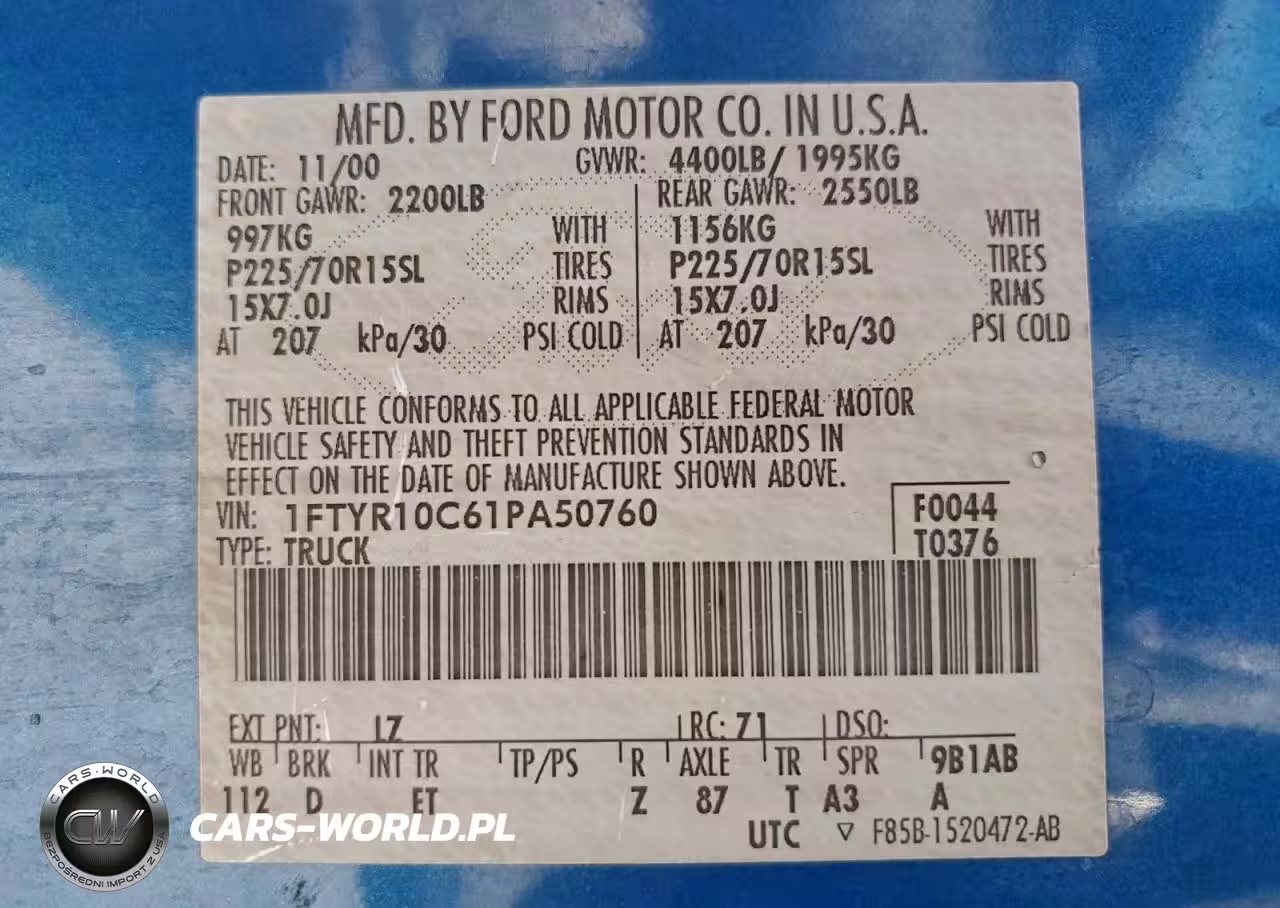 MFD. BY FORD MOTOR CO. IN U.S.A.
DATE: 11/00 GVWR: 4400LB/ 1995KG
FRONT GAWR: 2200LB REAR GAWR: 2550LB
997KG WITH 1156KG WITH
P225/70R15SL TIRES P225/70R15SL TIRES
15X7.0J RIMS 15X7.0J RIMS
AT 207 kPa/30 PSI COLD AT 207 kPa/30 PSI COLD
THIS VEHICLE CONFORMS TO ALL APPLICABLE FEDERAL MOTOR
VEHICLE SAFETY AND THEFT PREVENTION STANDARDS IN
EFFECT ON THE DATE OF MANUFACTURE SHOWN ABOVE.
VIN: 1FTYR10C61PA50760 F0044
TYPE: TRUCK T0376
EXT PNT: LZ RC: 71 DSO:
WB BRK INT TR TP/PS R AXLE TR SPR 9B1AB
112 D ET Z 87 T A3 A
UTC ▽ F85B-1520472-AB
CARS-WORLD
CW
BEZPOŚREDNI IMPORT Z USA
CARS-WORLD.PL